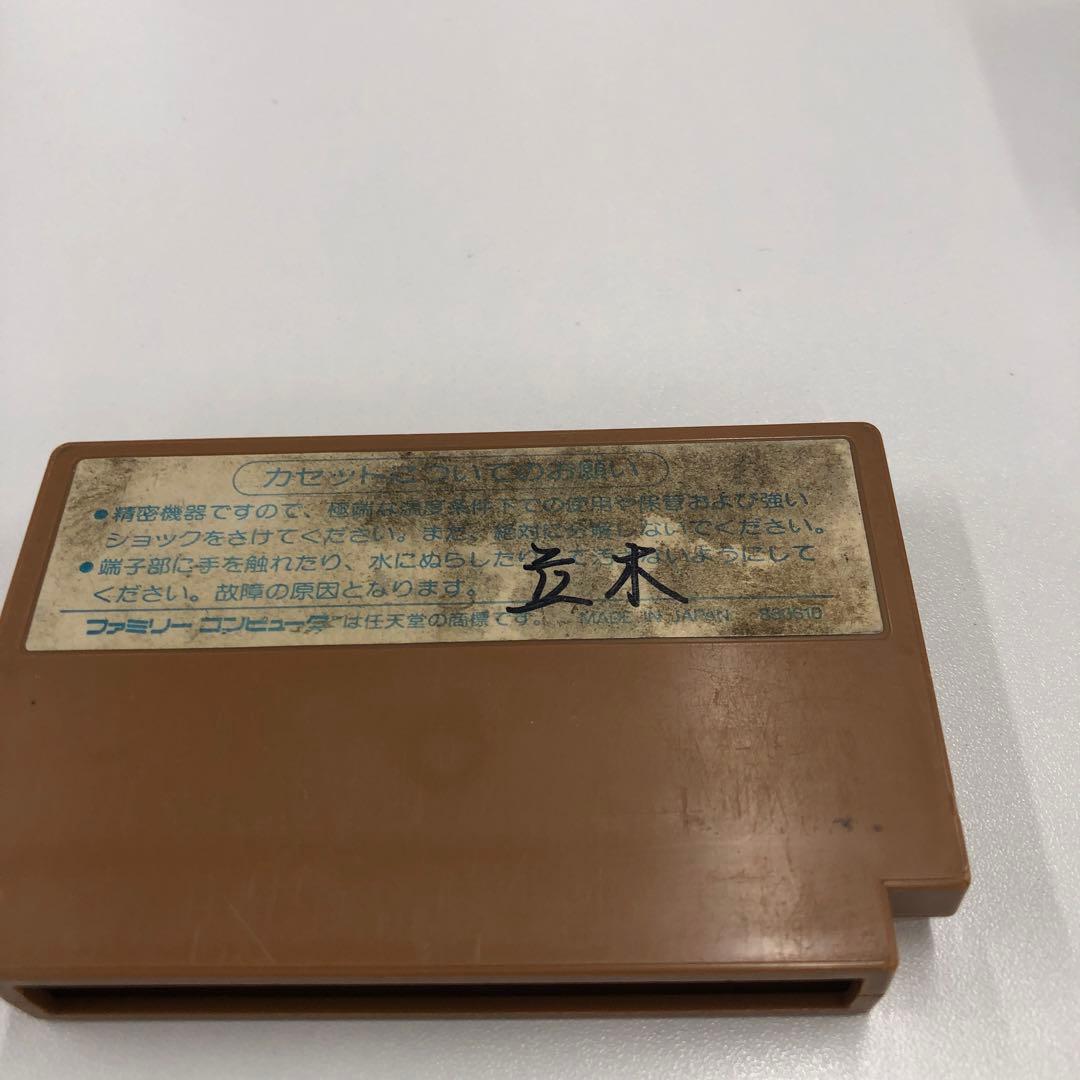 カセットについてのお願い
●精密機器ですので、極端な温度条件下での使用や保管および強い
ショックをさけてください。また、絶対に分解しないでください。
●端子部に手を触れたり、水にぬらしたり、ないようにして
ください。故障の原因となります。 並木
ファミリーコンピュータは任天堂の商標です。 MADE IN JAPAN